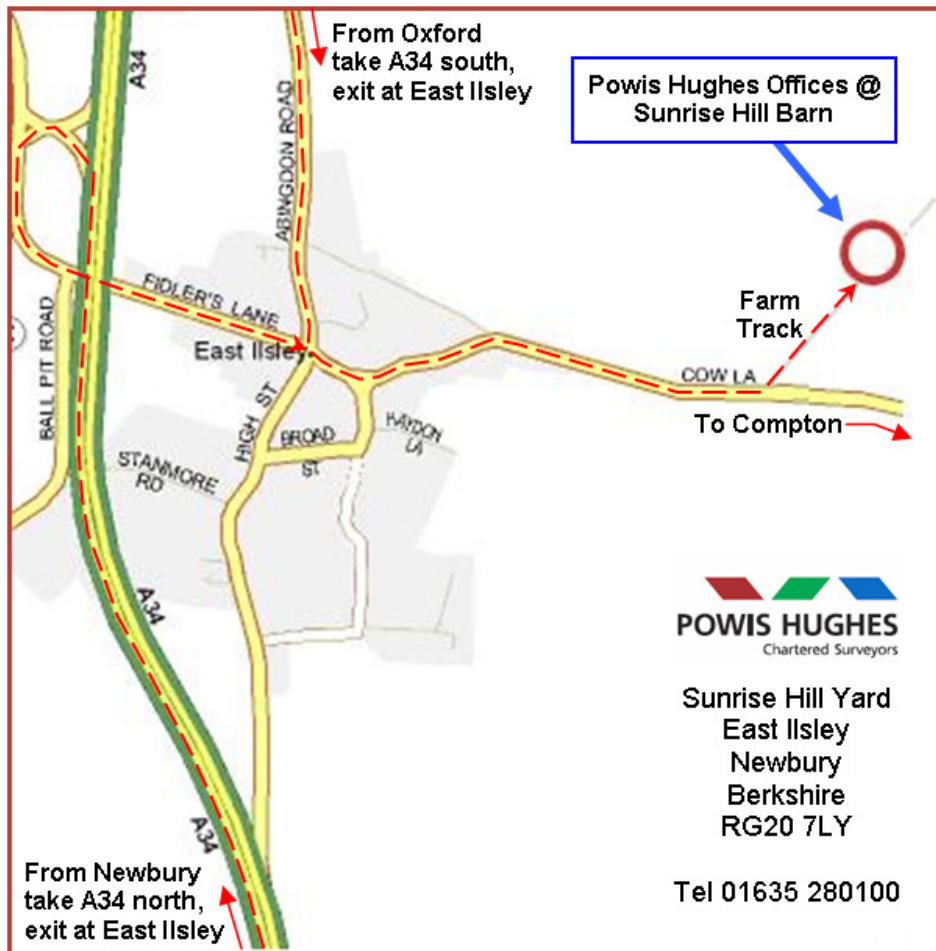 From Oxford
take A34 south,
exit at East Ilsley
Powis Hughes Offices @
Sunrise Hill Barn
A34
ABINGDON ROAD
FIDLER'S LANE
East Ilsley
BALL PIT ROAD
HIGH ST
BROAD
ST
HAYDON
LA
STANMORE
RD
Farm
Track
COW LA
To Compton
A34
A34
POWIS HUGHES
Chartered Surveyors
Sunrise Hill Yard
East Ilsley
Newbury
Berkshire
RG20 7LY
Tel 01635 280100
From Newbury
take A34 north,
exit at East Ilsley